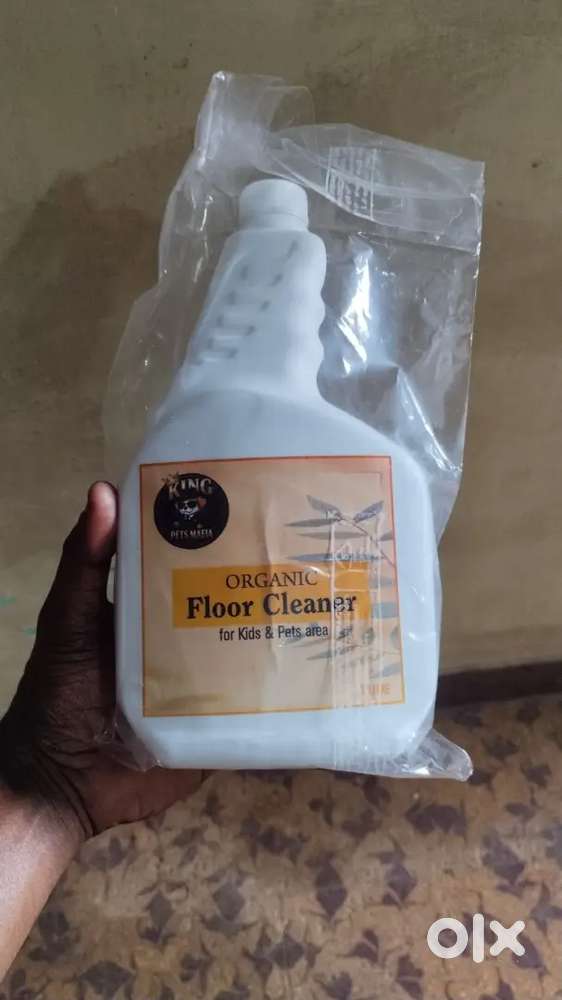 KING
PETS MAFIA
ORGANIC
Floor Cleaner
for Kids & Pets area
olx